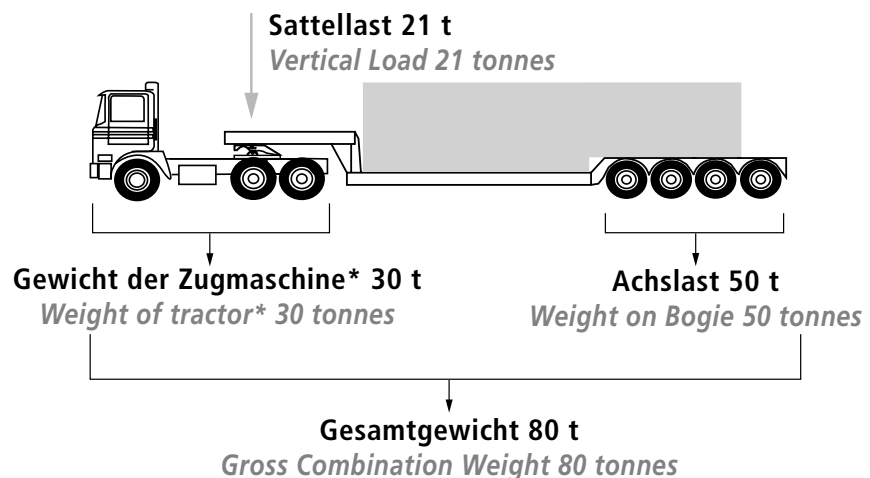 Sattellast 21 t
Vertical Load 21 tonnes
Gewicht der Zugmaschine* 30 t
Weight of tractor* 30 tonnes
Achslast 50 t
Weight on Bogie 50 tonnes
Gesamtgewicht 80 t
Gross Combination Weight 80 tonnes